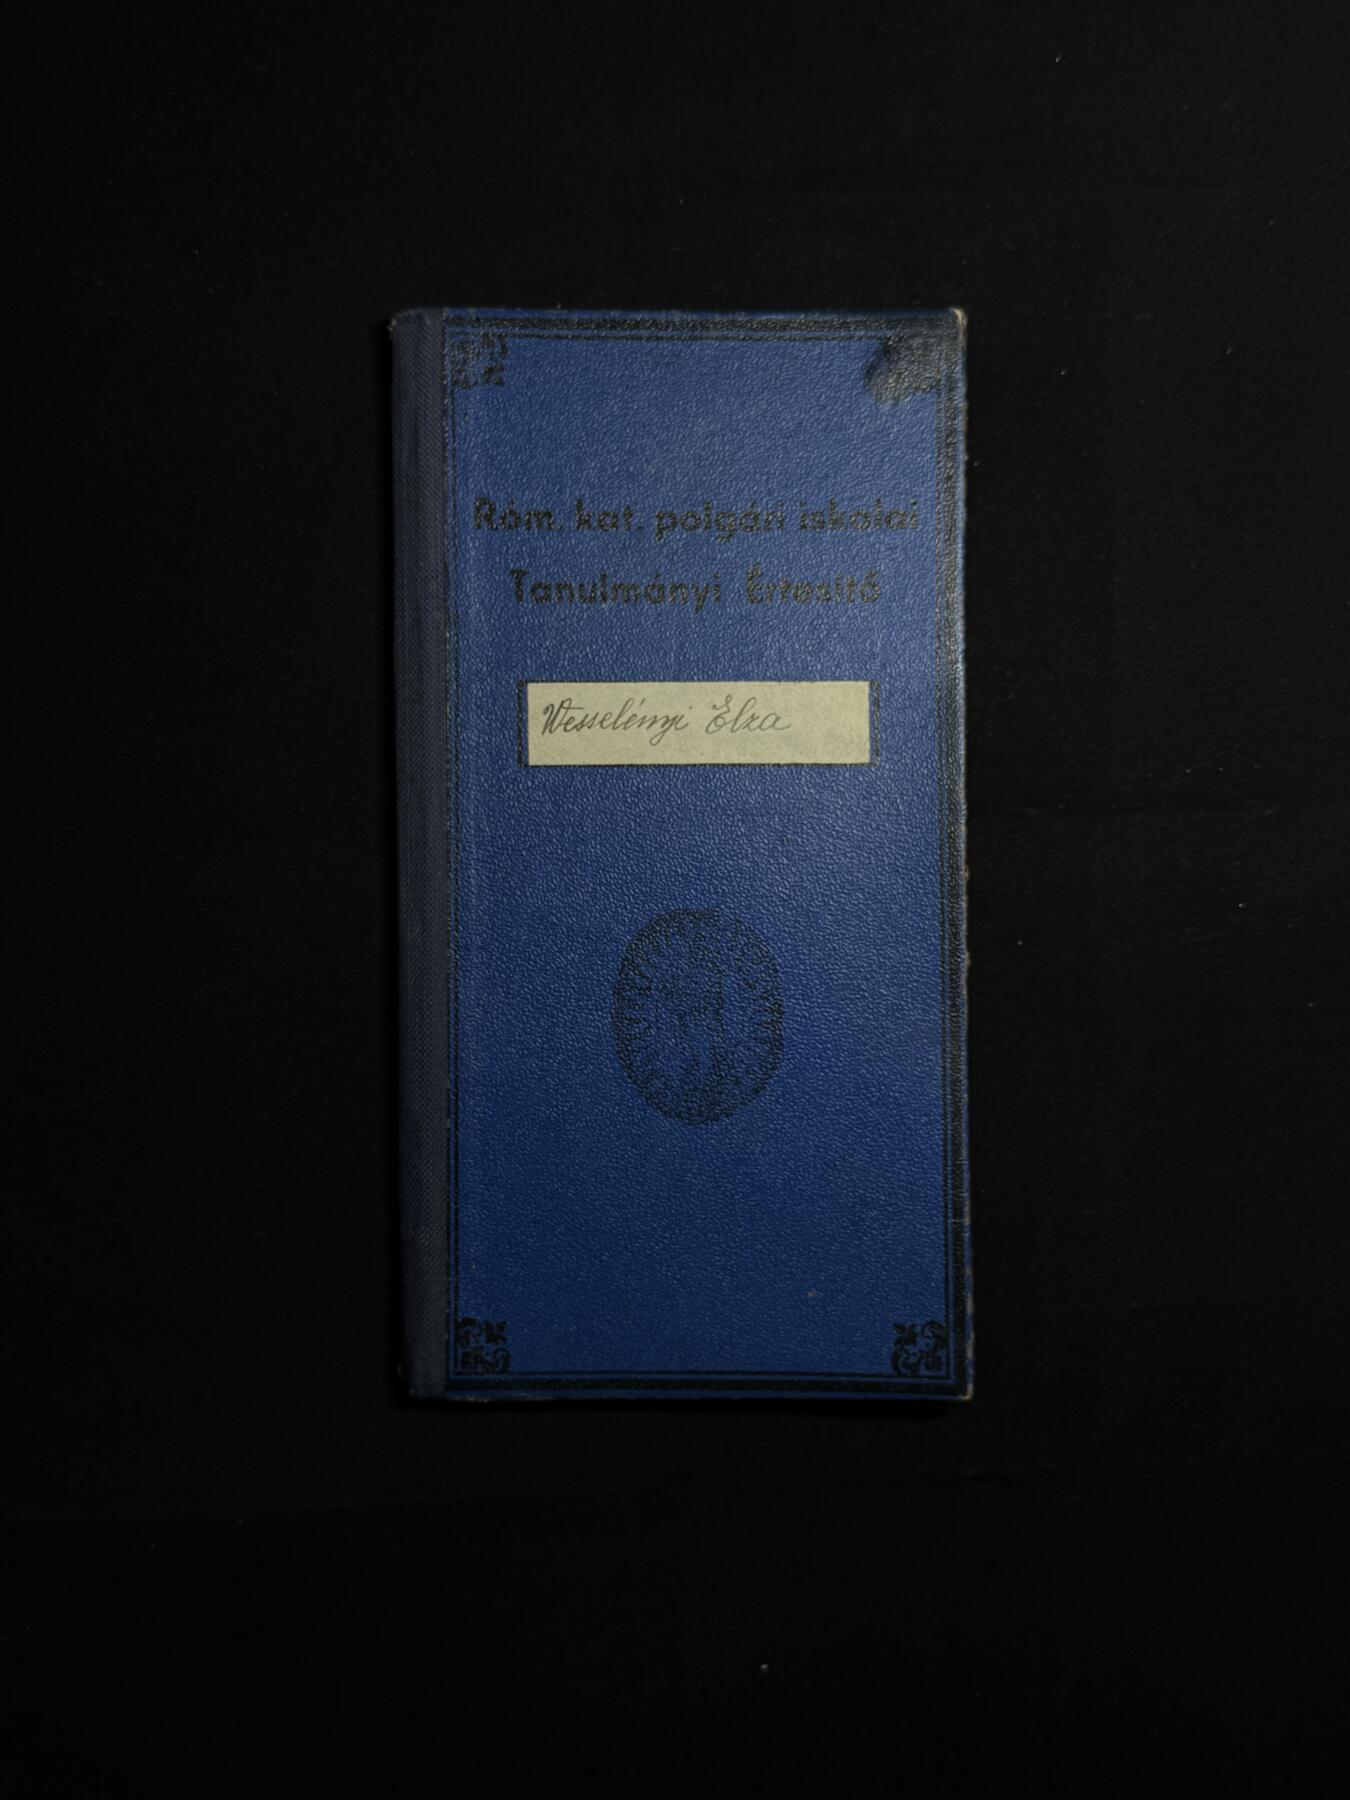 Róm. kat. polgári iskolai
Tanulmányi Értesítő
Wesselényi Elza